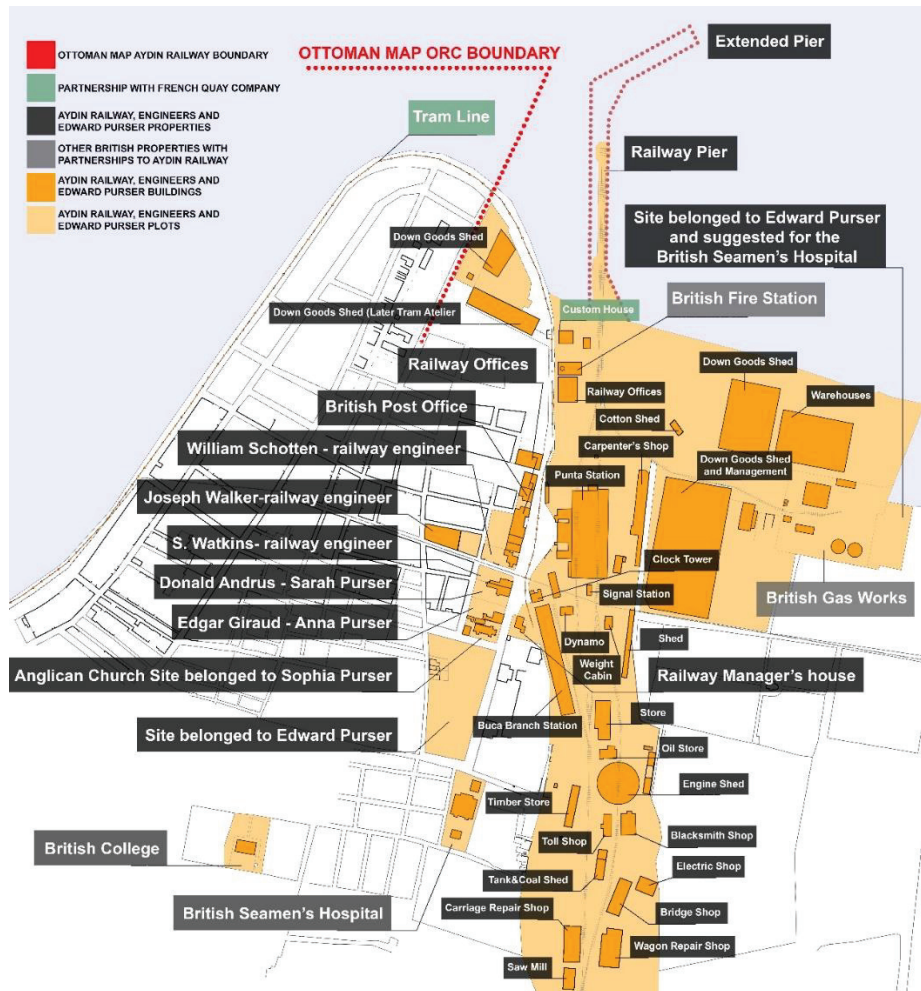 OTTOMAN MAP AYDIN RAILWAY BOUNDARY
PARTNERSHIP WITH FRENCH QUAY COMPANY
AYDIN RAILWAY, ENGINEERS AND
EDWARD PURSER PROPERTIES
OTHER BRITISH PROPERTIES WITH
PARTNERSHIPS TO AYDIN RAILWAY
AYDIN RAILWAY, ENGINEERS AND
EDWARD PURSER BUILDINGS
AYDIN RAILWAY, ENGINEERS AND
EDWARD PURSER PLOTS
OTTOMAN MAP ORC BOUNDARY
Extended Pier
Tram Line
Railway Pier
Site belonged to Edward Purser
and suggested for the
British Seamen's Hospital
Down Goods Shed
British Fire Station
Custom House
Down Goods Shed (Later Tram Atelier
Railway Offices
Down Goods Shed
Railway Offices
Warehouses
British Post Office
Cotton Shed
William Schotten - railway engineer
Carpenter's Shop
Down Goods Shed
and Management
Punta Station
Joseph Walker-railway engineer
S. Watkins- railway engineer
Clock Tower
Donald Andrus - Sarah Purser
Signal Station
British Gas Works
Edgar Giraud - Anna Purser
Dynamo
Shed
Anglican Church Site belonged to Sophia Purser
Weight
Cabin
Railway Manager's house
Store
Buca Branch Station
Site belonged to Edward Purser
Oil Store
Engine Shed
Timber Store
Toll Shop
Blacksmith Shop
British College
Electric Shop
Tank&Coal Shed
British Seamen's Hospital
Carriage Repair Shop
Bridge Shop
Wagon Repair Shop
Saw Mill